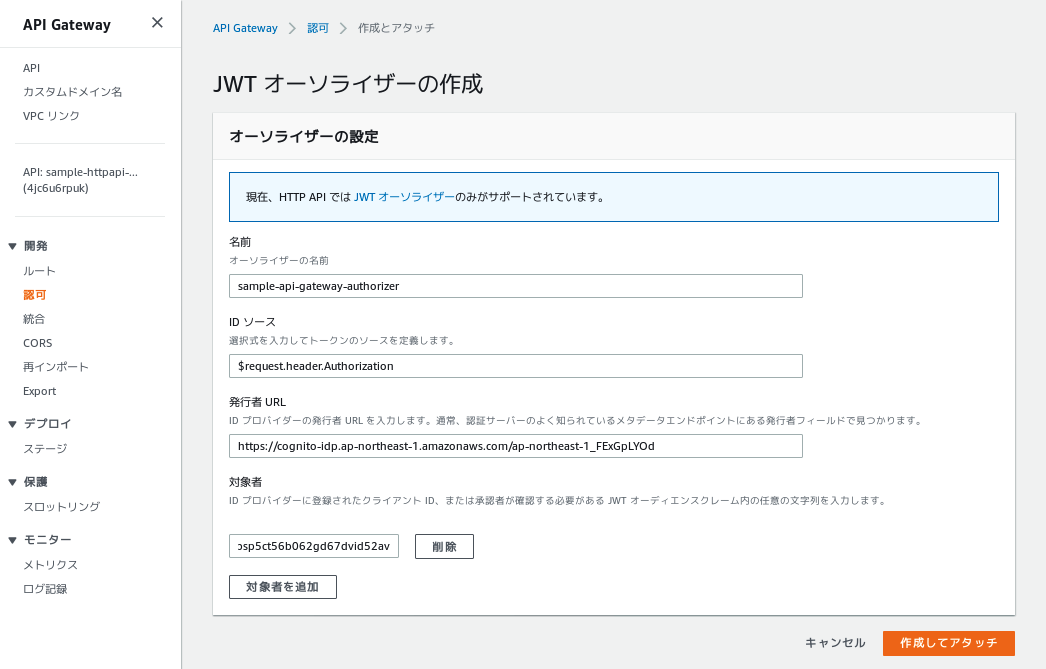 API Gateway
API
カスタムドメイン名
VPC リンク
API: sample-httpapi-...
(4jc6u6rpuk)
開発
ルート
認可
統合
CORS
再インポート
Export
デプロイ
ステージ
保護
スロットリング
モニター
メトリクス
ログ記録
API Gateway > 認可 > 作成とアタッチ
JWT オーソライザーの作成
オーソライザーの設定
現在、HTTP API では JWT オーソライザーのみがサポートされています。
名前
オーソライザーの名前
sample-api-gateway-authorizer
ID ソース
選択式を入力してトークンのソースを定義します。
$request.header.Authorization
発行者 URL
ID プロバイダーの発行者 URL を入力します。通常、認証サーバーのよく知られているメタデータエンドポイントにある発行者フィールドで見つかります。
https://cognito-idp.ap-northeast-1.amazonaws.com/ap-northeast-1_FExGpLYOd
対象者
ID プロバイダーに登録されたクライアント ID、または承認者が確認する必要がある JWT オーディエンスクレーム内の任意の文字列を入力します。
osp5ct56b062gd67dvid52av 削除
対象者を追加
キャンセル 作成してアタッチ